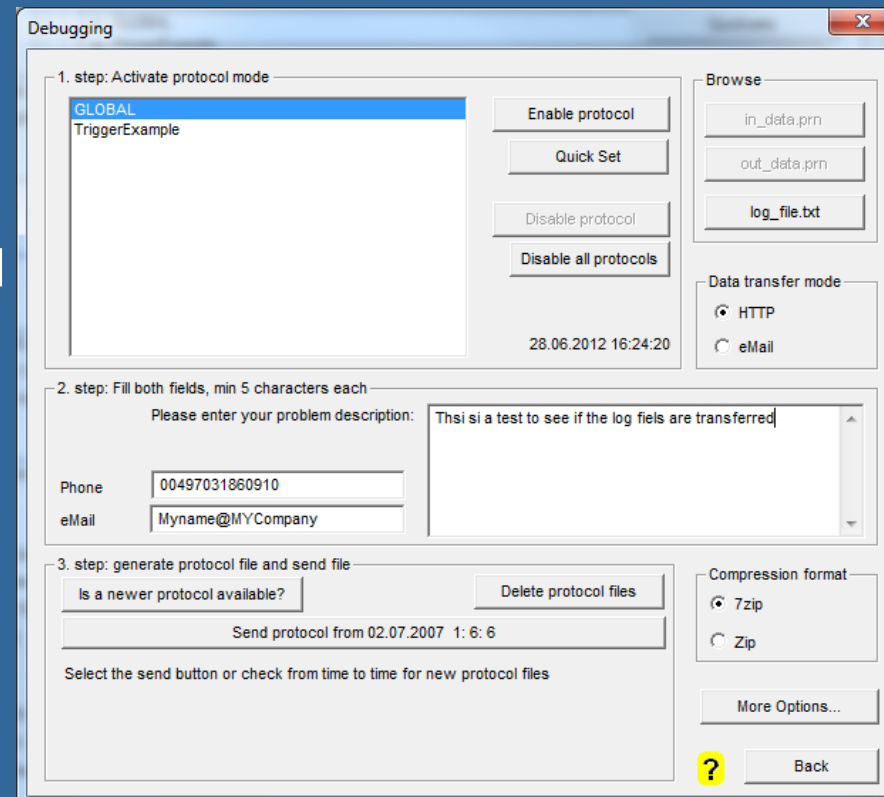 Debugging
1. step: Activate protocol mode
GLOBAL
TriggerExample
Enable protocol
Quick Set
Disable protocol
Disable all protocols
28.06.2012 16:24:20
Browse
in_data.prn
out_data.prn
log_file.txt
Data transfer mode
HTTP
eMail
2. step: Fill both fields, min 5 characters each
Please enter your problem description:
Thsi si a test to see if the log fiels are transferred
Phone
00497031860910
eMail
Myname@MYCompany
3. step: generate protocol file and send file
Is a newer protocol available?
Delete protocol files
Send protocol from 02.07.2007 1: 6: 6
Select the send button or check from time to time for new protocol files
Compression format
7zip
Zip
More Options...
?
Back